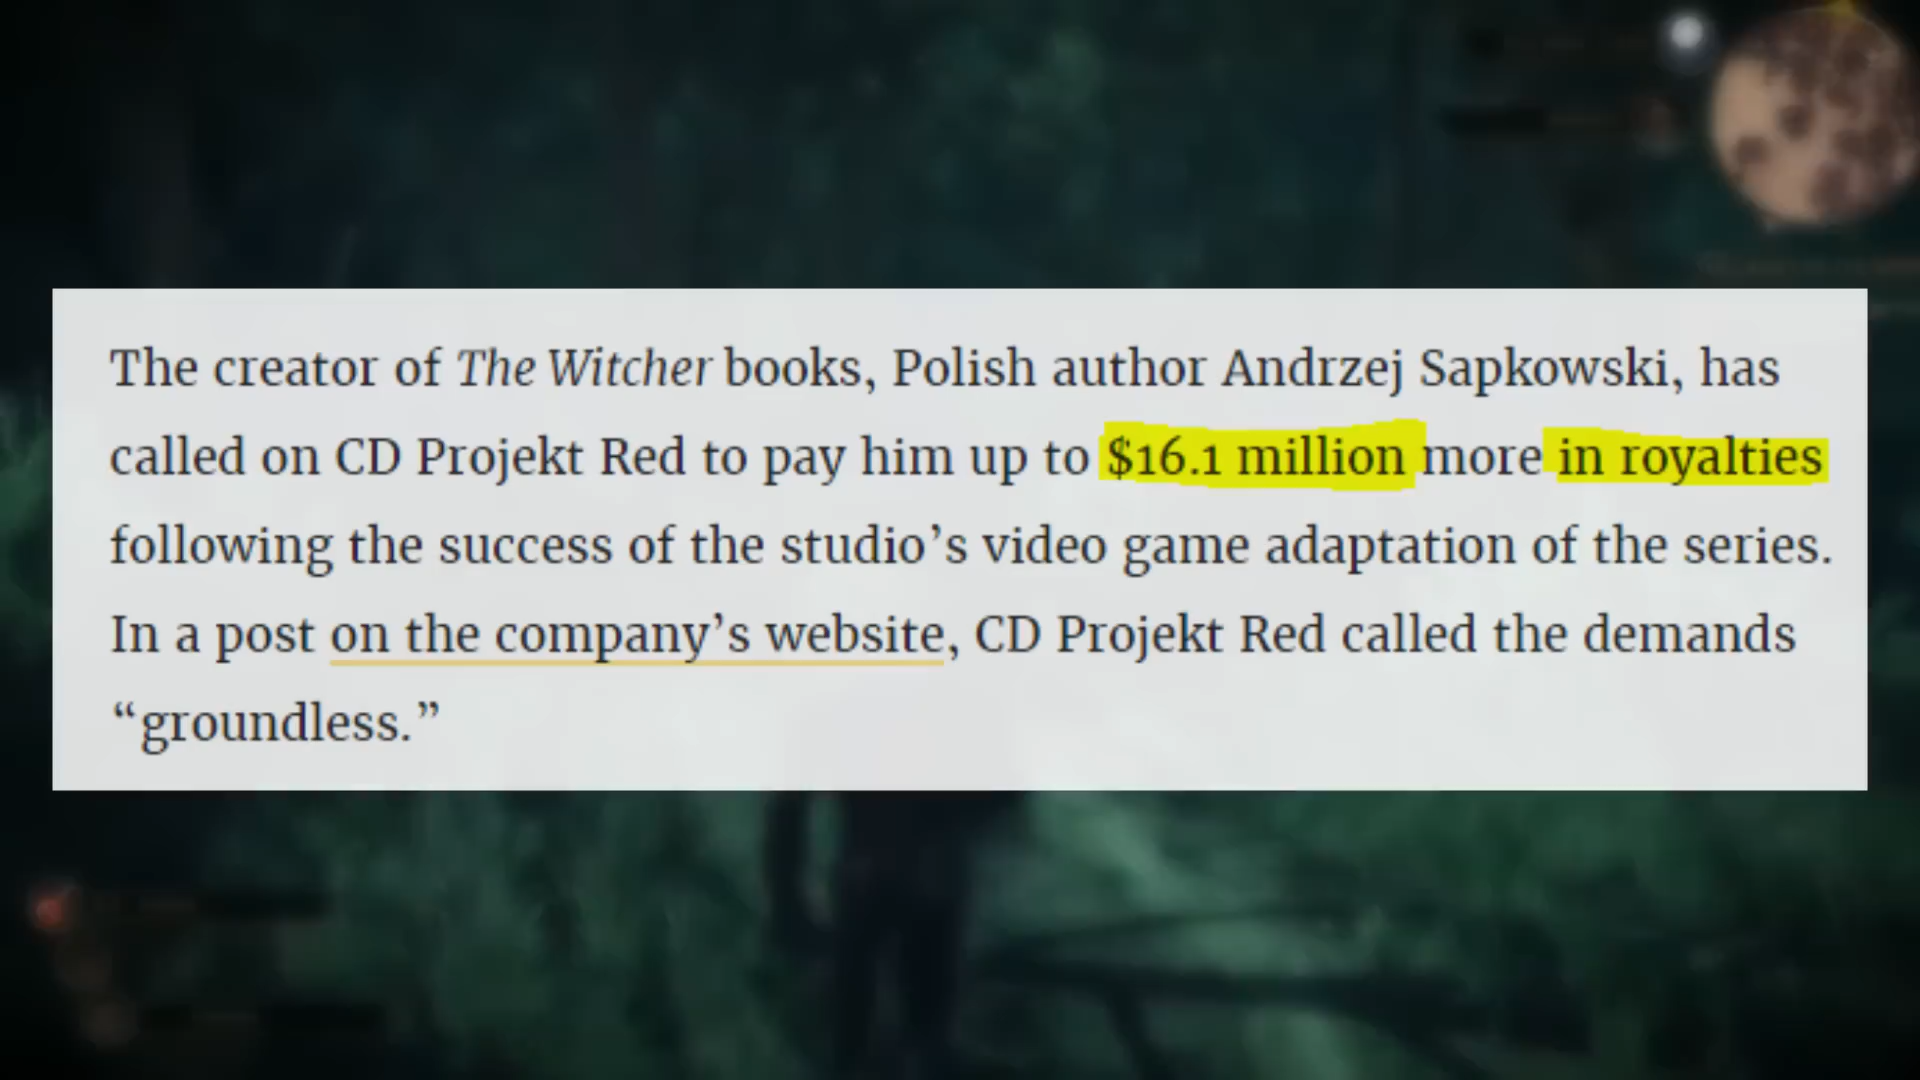 The creator of The Witcher books, Polish author Andrzej Sapkowski, has
called on CD Projekt Red to pay him up to $16.1 million more in royalties
following the success of the studio’s video game adaptation of the series.
In a post on the company’s website, CD Projekt Red called the demands
“groundless.”